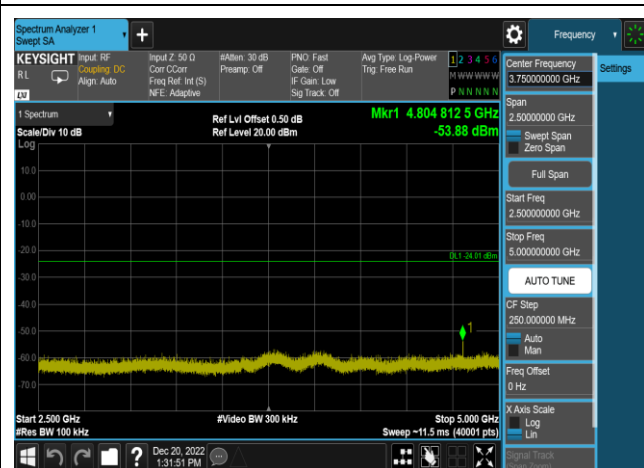 Spectrum Analyzer 1
Swept SA
+
Frequency
KEYSIGHT
Input: RF
Coupling: DC
Align: Auto
Input Z: 50 Ω
Corr CCorr
Freq Ref: Int (S)
NFE: Adaptive
#Atten: 30 dB
Preamp: Off
PNO: Fast
Gate: Off
IF Gain: Low
Sig Track: Off
Avg Type: Log-Power
Trig: Free Run
1 2 3 4 5 6
M W W W W W
P N N N N N
RL
LXI
1 Spectrum
Scale/Div 10 dB
Log
Ref Lvl Offset 0.50 dB
Ref Level 20.00 dBm
Mkr1 4.804 812 5 GHz
-53.88 dBm
10.0
0.00
-10.0
-20.0
-30.0
-40.0
-50.0
-60.0
-70.0
DL1 -24.01 dBm
1
Start 2.500 GHz
#Res BW 100 kHz
#Video BW 300 kHz
Stop 5.000 GHz
Sweep ~11.5 ms (40001 pts)
Center Frequency
3.750000000 GHz
Span
2.50000000 GHz
Swept Span
Zero Span
Full Span
Start Freq
2.500000000 GHz
Stop Freq
5.000000000 GHz
AUTO TUNE
CF Step
250.000000 MHz
Auto
Man
Freq Offset
0 Hz
X Axis Scale
Log
Lin
Signal Track
(Span Zoom)
Settings
?
Dec 20, 2022
1:31:51 PM